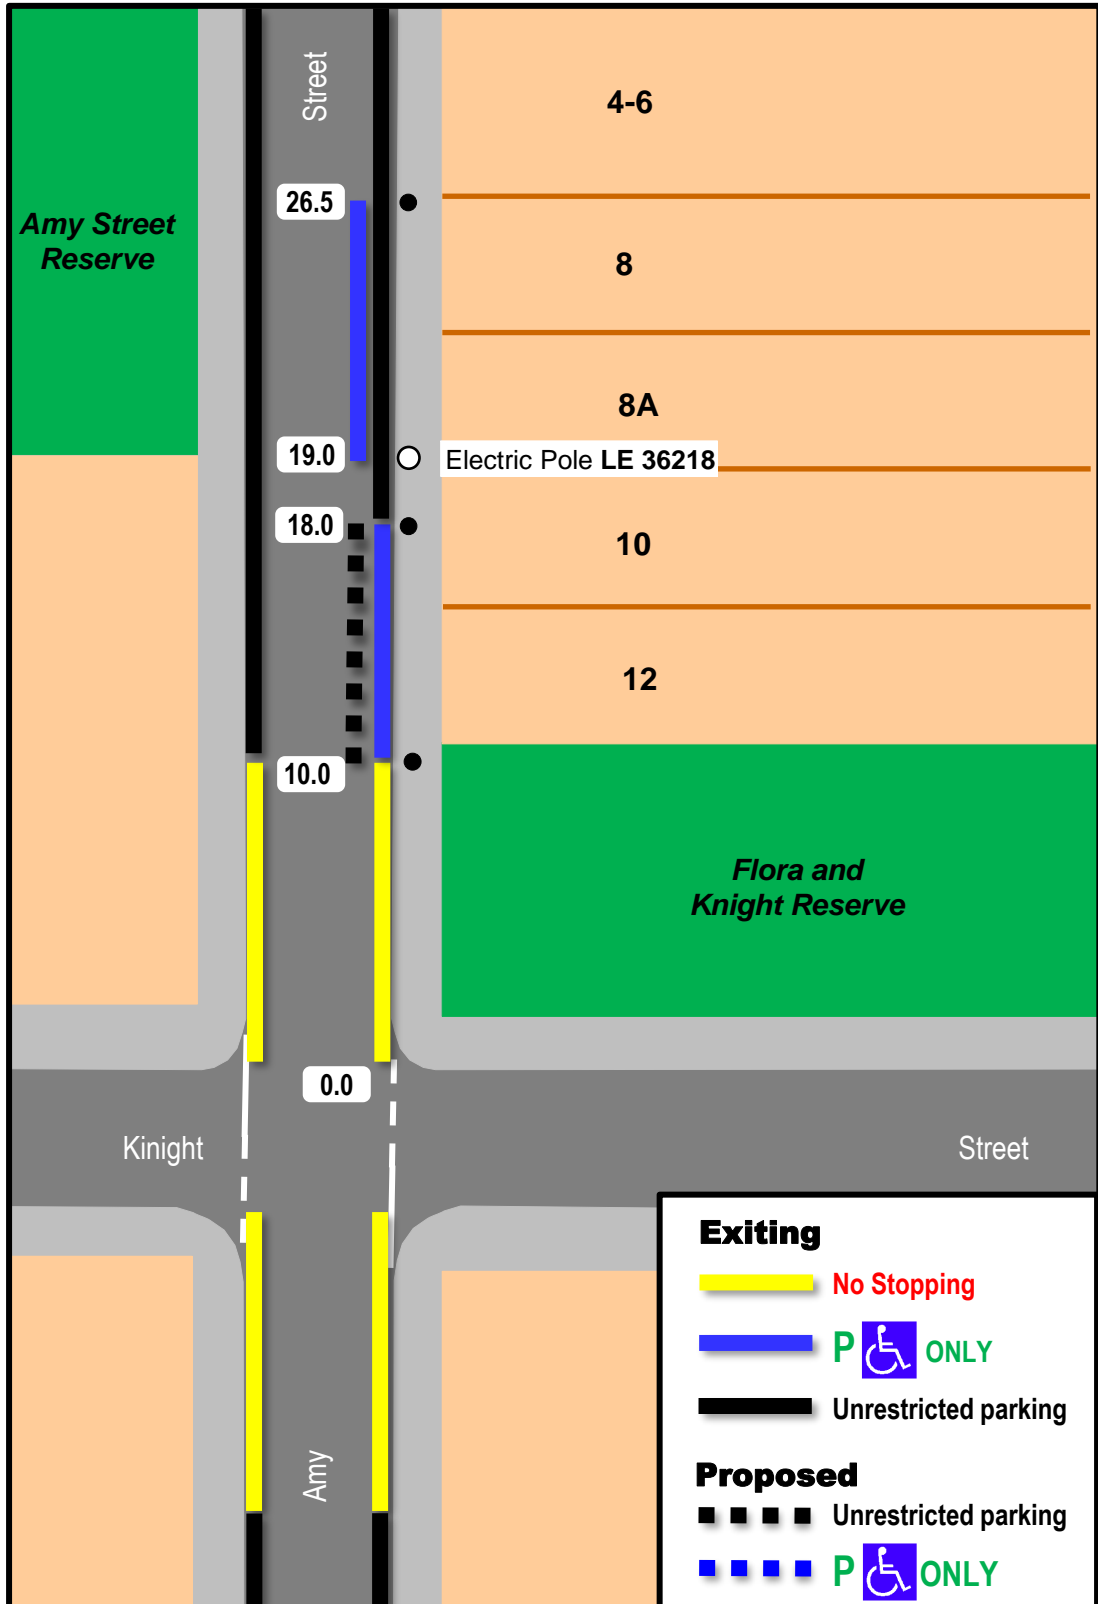 Street
4-6
26.5
Amy Street
Reserve
8
8A
19.0
Electric Pole LE 36218
18.0
10
12
10.0
Flora and
Knight Reserve
0.0
Kinight
Street
Amy
Exiting
No Stopping
P ONLY
Unrestricted parking
Proposed
Unrestricted parking
P ONLY